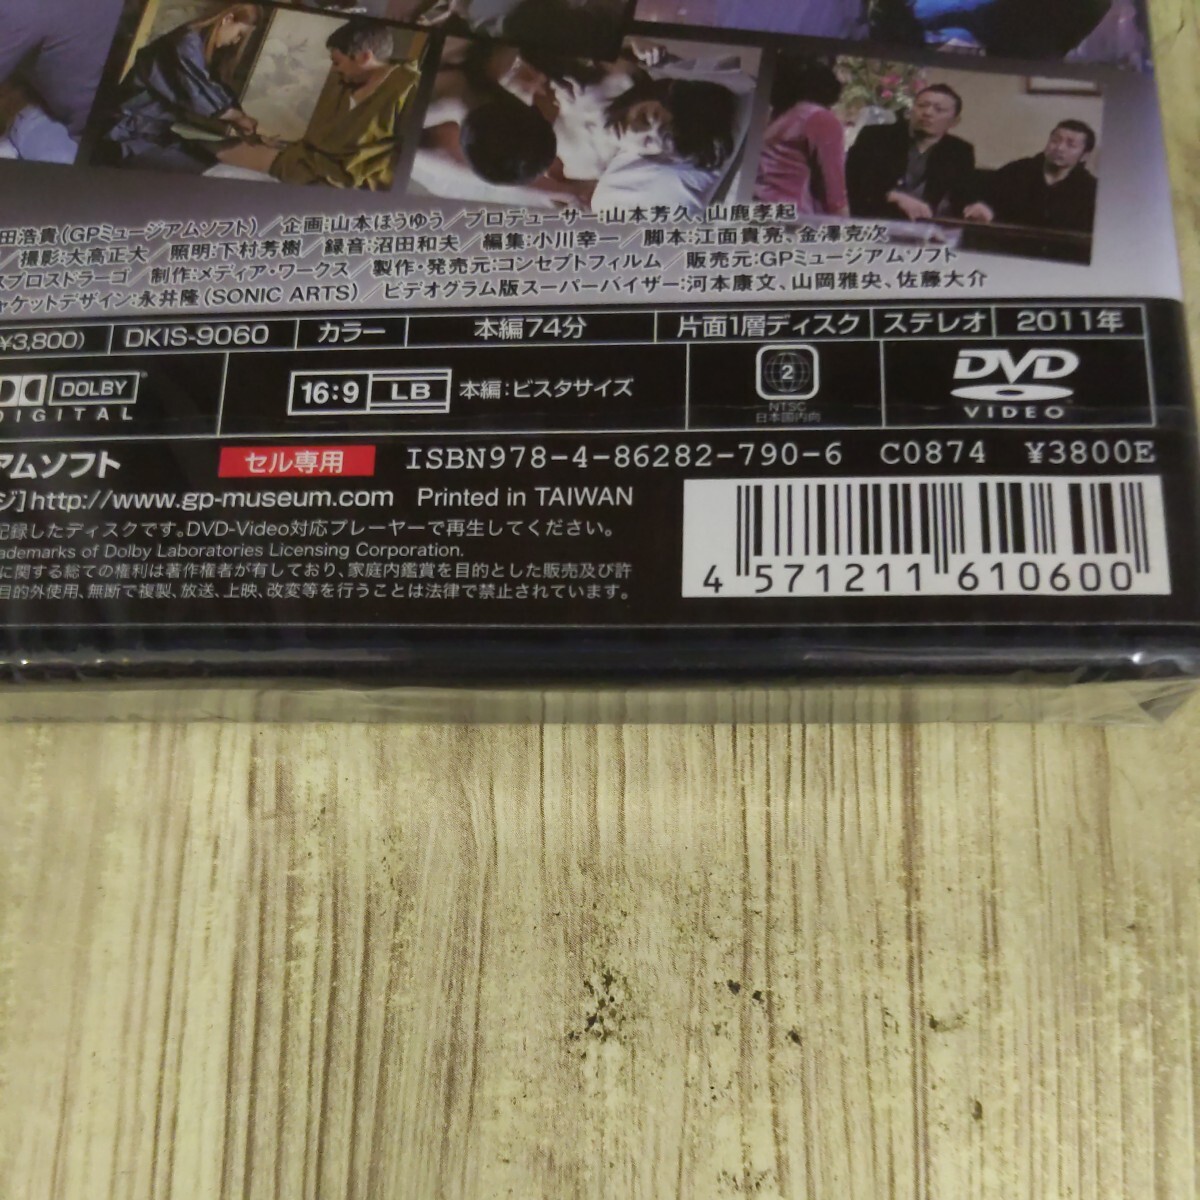 田浩貴(GPミュージアムソフト)／企画:山本ほうゆう／プロデューサー:山本芳久、山鹿孝起
撮影:大高正大／照明:下村芳樹／録音:沼田和夫／編集:小川幸一／脚本:江面貴亮、金澤克次
スプロストラーゴ／制作:メディア・ワークス／製作・発売元:コンセプトフィルム／販売元:GPミュージアムソフト
ャケットデザイン:永井隆(SONIC ARTS)／ビデオグラム版スーパーバイザー:河本康文、山岡雅央、佐藤大介
¥3,800) DKIS-9060 カラー 本編74分 片面1層ディスク ステレオ 2011年
DOLBY DIGITAL 16:9 LB 本編:ビスタサイズ 2 NTSC 日本国内向 DVD VIDEO
アムソフト セル専用 ISBN978-4-86282-790-6 C0874 ¥3800E
ジ]http://www.gp-museum.com Printed in TAIWAN
記録したディスクです。DVD-Video対応プレーヤーで再生してください。
ademarks of Dolby Laboratories Licensing Corporation.
に関する総ての権利は著作権者が有しており、家庭内鑑賞を目的とした販売及び許
目的外使用、無断で複製、放送、上映、改変等を行うことは法律で禁止されています。
4 571211 610600